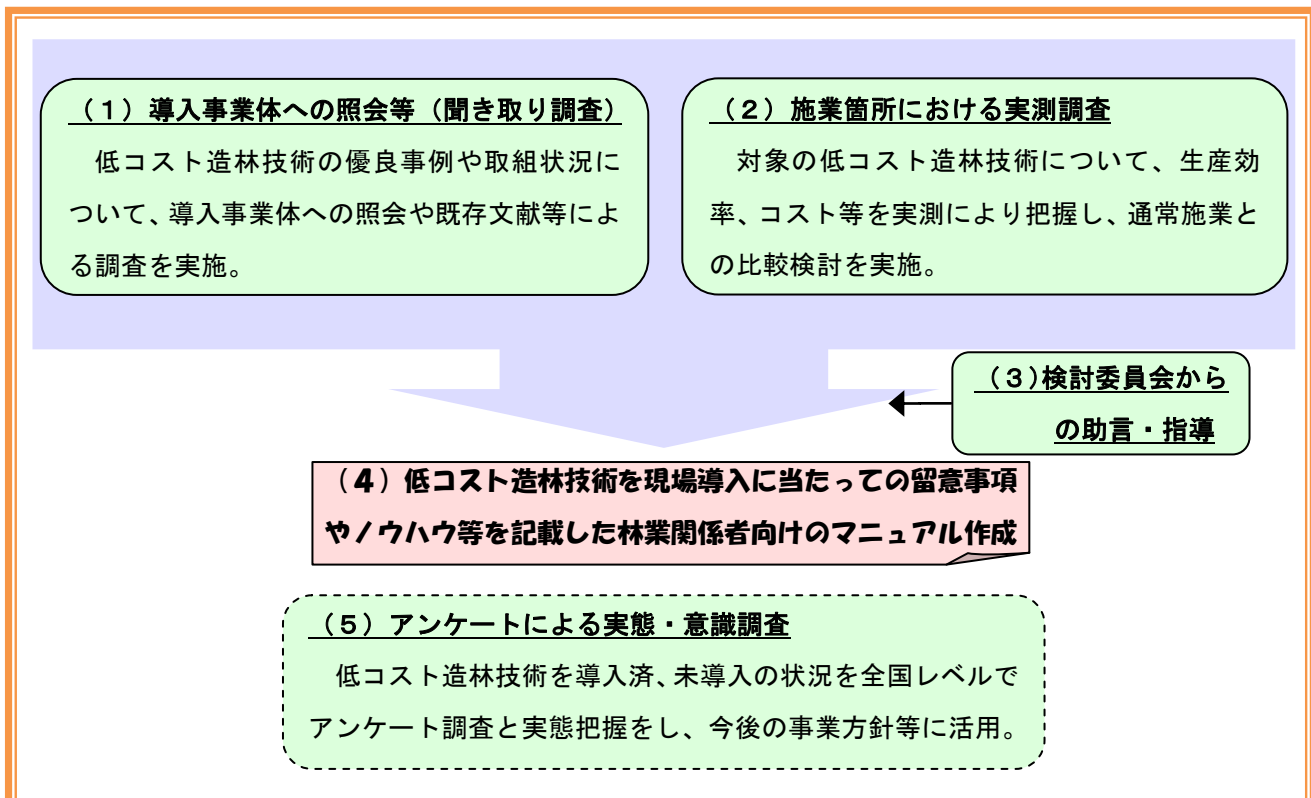 （１）導入事業体への照会等（聞き取り調査）
低コスト造林技術の優良事例や取組状況に
ついて、導入事業体への照会や既存文献等によ
る調査を実施。
（２）施業箇所における実測調査
対象の低コスト造林技術について、生産効
率、コスト等を実測により把握し、通常施業と
の比較検討を実施。
（３）検討委員会から
の助言・指導
（４）低コスト造林技術を現場導入に当たっての留意事項
やノウハウ等を記載した林業関係者向けのマニュアル作成
（５）アンケートによる実態・意識調査
低コスト造林技術を導入済、未導入の状況を全国レベルで
アンケート調査と実態把握をし、今後の事業方針等に活用。